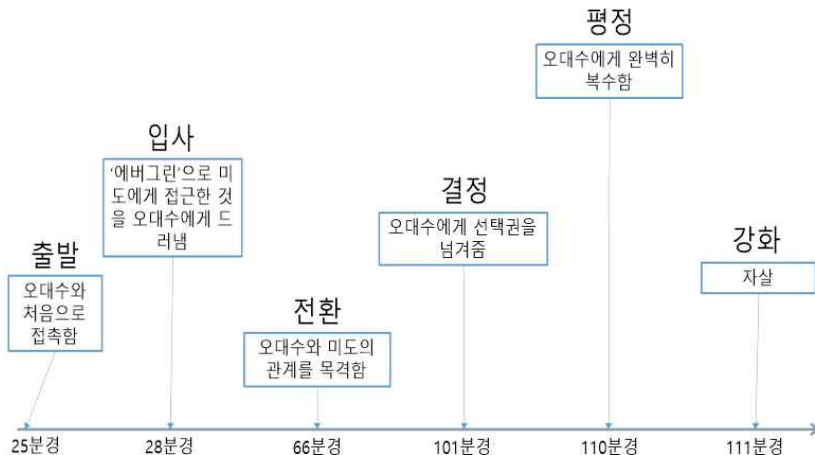 출발
오대수와
처음으로
접촉함
입사
'에버그린'으로 미
도에게 접근한 것
을 오대수에게 드
러냄
전환
오대수와 미도의
관계를 목격함
결정
오대수에게 선택권을
넘겨줌
평정
오대수에게 완벽히
복수함
강화
자살
25분경
28분경
66분경
101분경
110분경
111분경